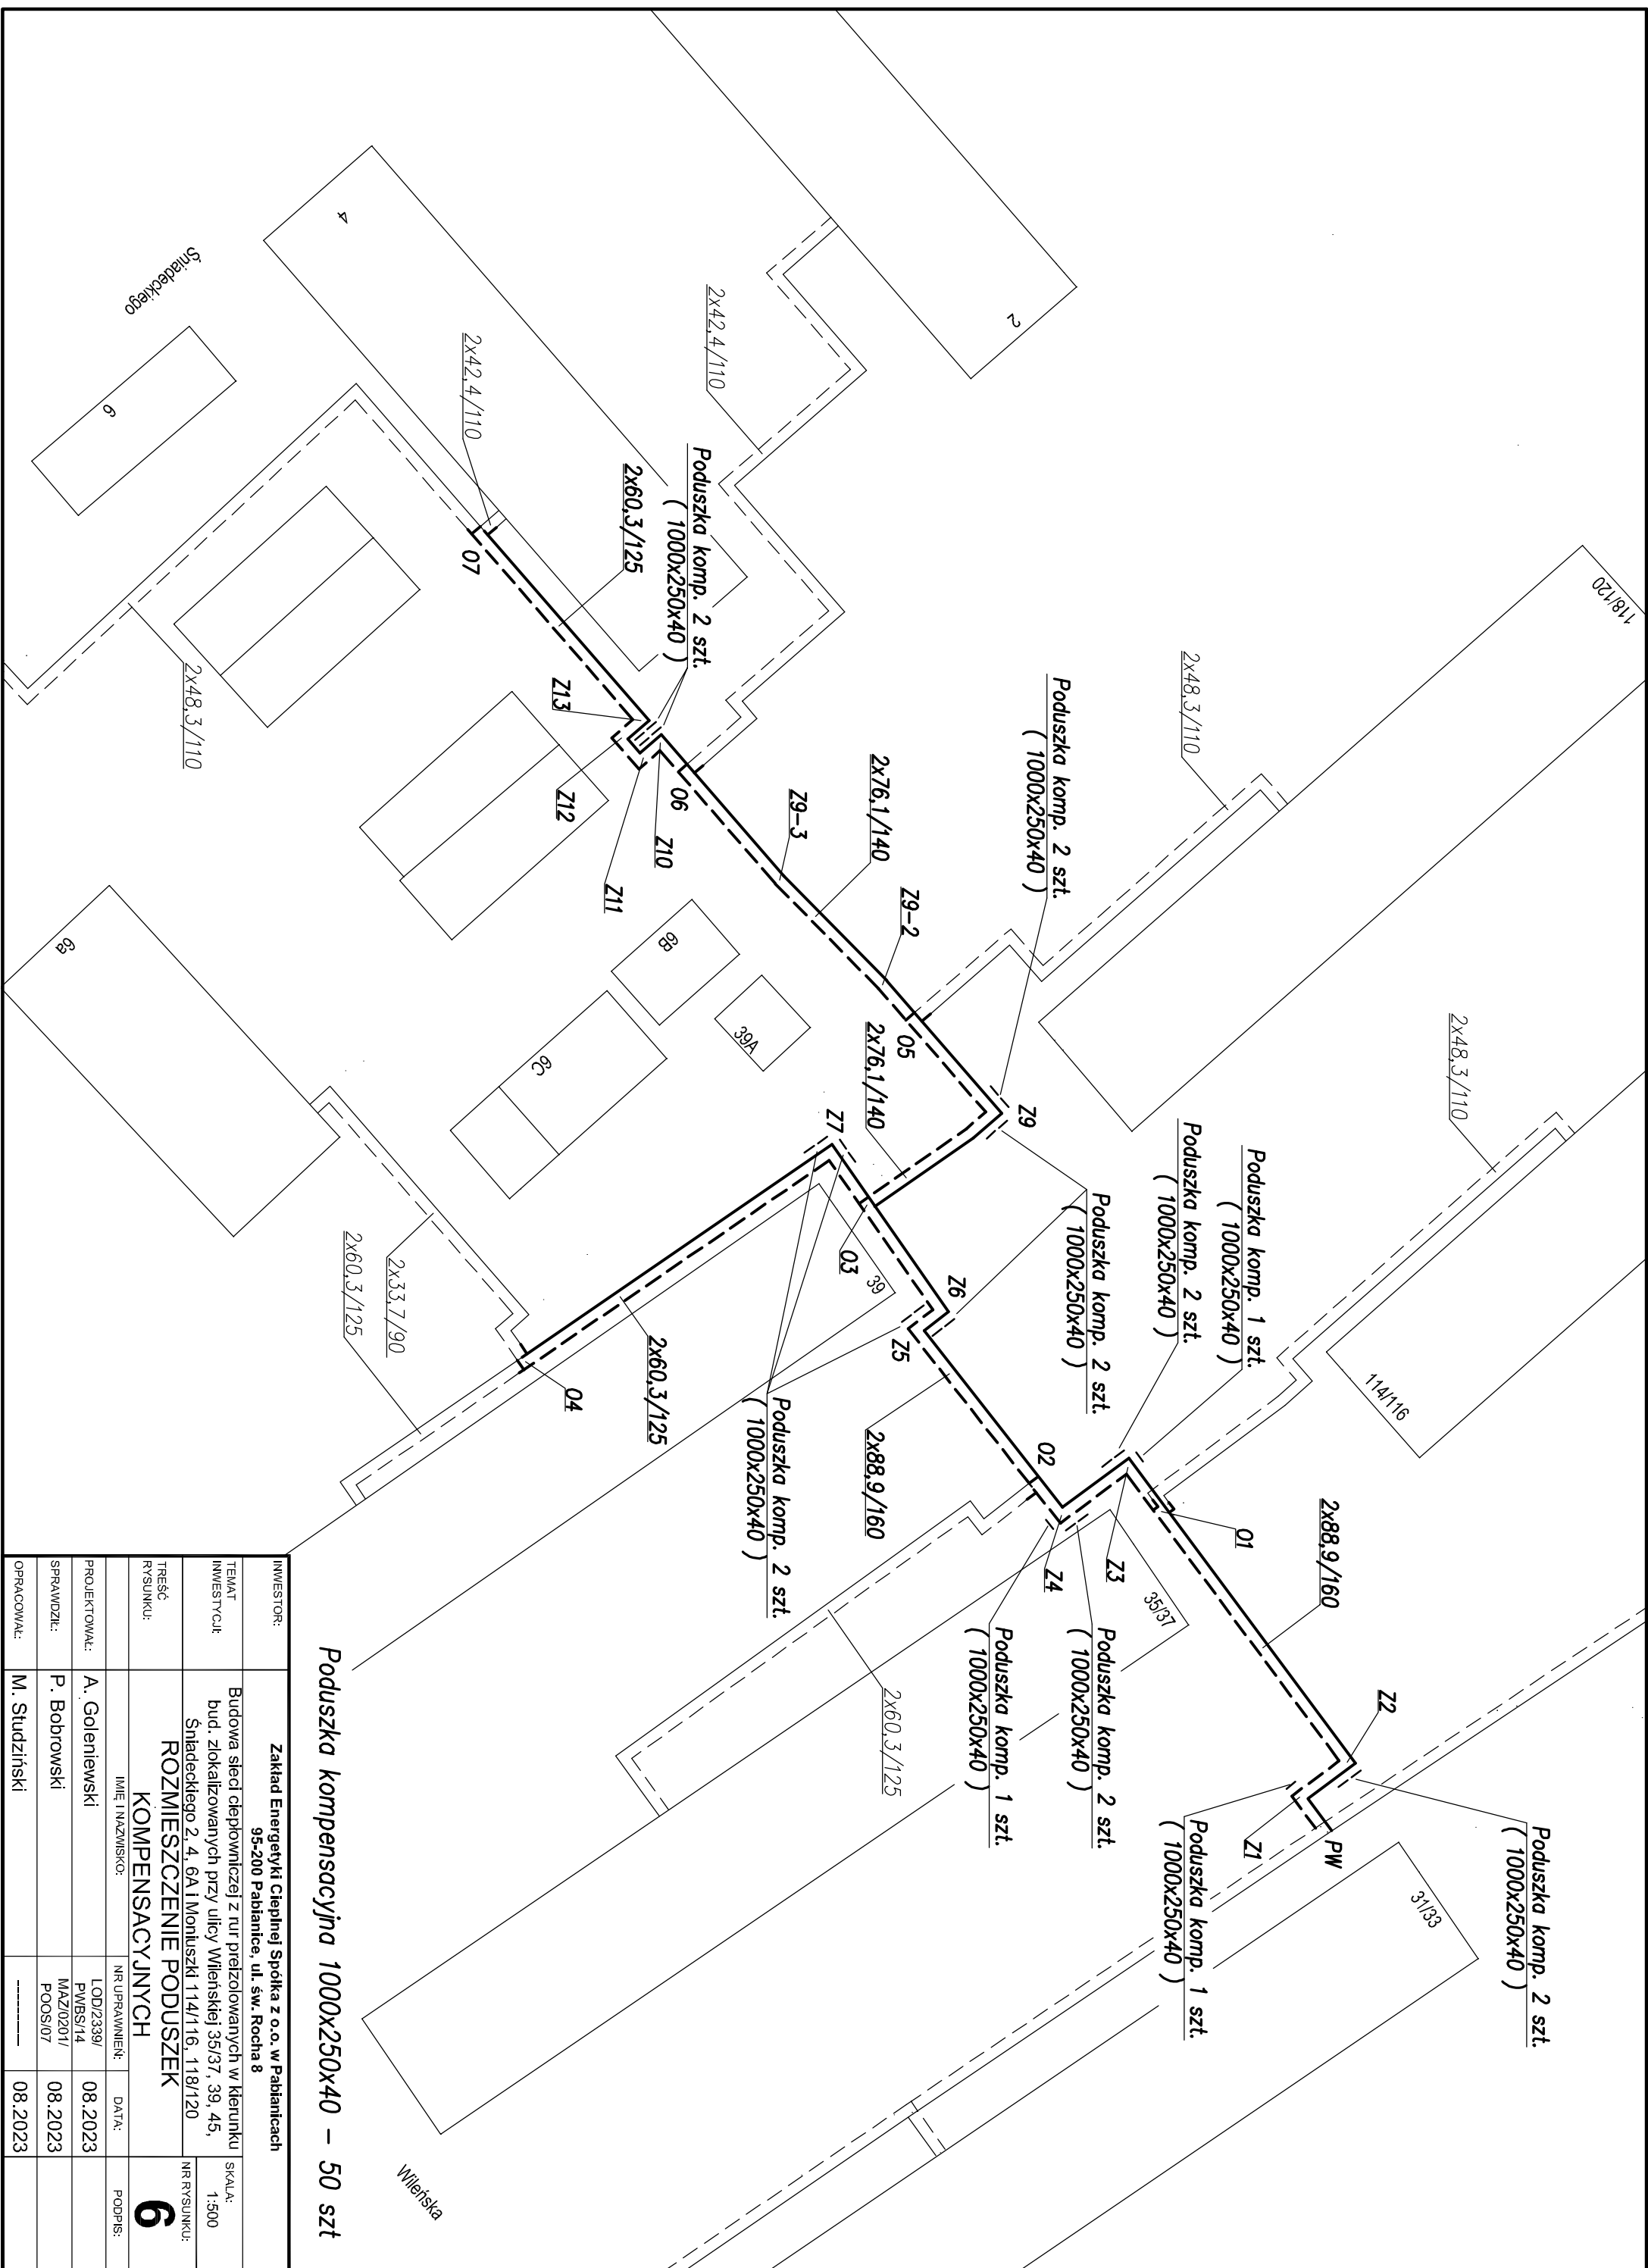 118/120
2x48,3/110
2x48,3/110
114/116
2
2x42,4/110
4
Śniadeckiego
6
2x42,4/110
2x48,3/110
Poduszka komp. 2 szt.
( 1000x250x40 )
2x60,3/125
O7
Z13
Z12
Z11
Z10
O6
Z9-3
2x76,1/140
Z9-2
O5
2x76,1/140
Poduszka komp. 2 szt.
( 1000x250x40 )
Z9
Poduszka komp. 1 szt.
( 1000x250x40 )
Poduszka komp. 2 szt.
( 1000x250x40 )
Poduszka komp. 2 szt.
( 1000x250x40 )
6a
6B
6C
39A
Z7
O3
39
Z6
Z5
2x60,3/125
2x33,7/90
2x60,3/125
O4
Poduszka komp. 2 szt.
( 1000x250x40 )
2x88,9/160
O2
O1
Z3
Z4
35/37
2x88,9/160
Z2
Poduszka komp. 2 szt.
( 1000x250x40 )
Poduszka komp. 1 szt.
( 1000x250x40 )
2x60,3/125
Z1
PW
31/33
Poduszka komp. 2 szt.
( 1000x250x40 )
Poduszka komp. 1 szt.
( 1000x250x40 )
Wileńska
Poduszka kompensacyjna 1000x250x40 - 50 szt
INWESTOR:
Zakład Energetyki Cieplnej Spółka z o.o. w Pabianicach
95-200 Pabianice, ul. św. Rocha 8
TEMAT
INWESTYCJI:
Budowa sieci ciepłowniczej z rur preizolowanych w kierunku
bud. zlokalizowanych przy ulicy Wileńskiej 35/37, 39, 45,
Śniadeckiego 2, 4, 6A i Moniuszki 114/116, 118/120
SKALA:
1:500
TREŚĆ
RYSUNKU:
ROZMIESZCZENIE PODUSZEK
KOMPENSACYJNYCH
NR RYSUNKU:
6
IMIĘ I NAZWISKO:
NR UPRAWNIEŃ:
DATA:
PODPIS:
PROJEKTOWAŁ:
A. Goleniewski
LOD/2339/
PWBS/14
08.2023
SPRAWDZIŁ:
P. Bobrowski
MAZ/0201/
POOS/07
08.2023
OPRACOWAŁ:
M. Studziński
--------
08.2023